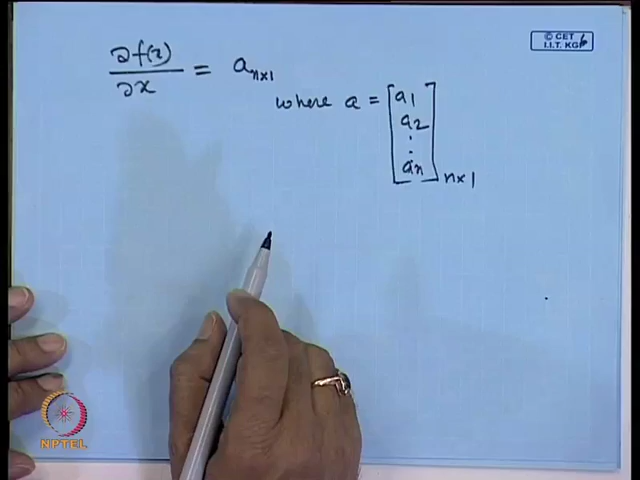 ∂f(x)/∂x = a_{n×1}
where a = [a1
a2
⋮
an]_{n×1}
© CET
I.I.T. KGP
NPTEL